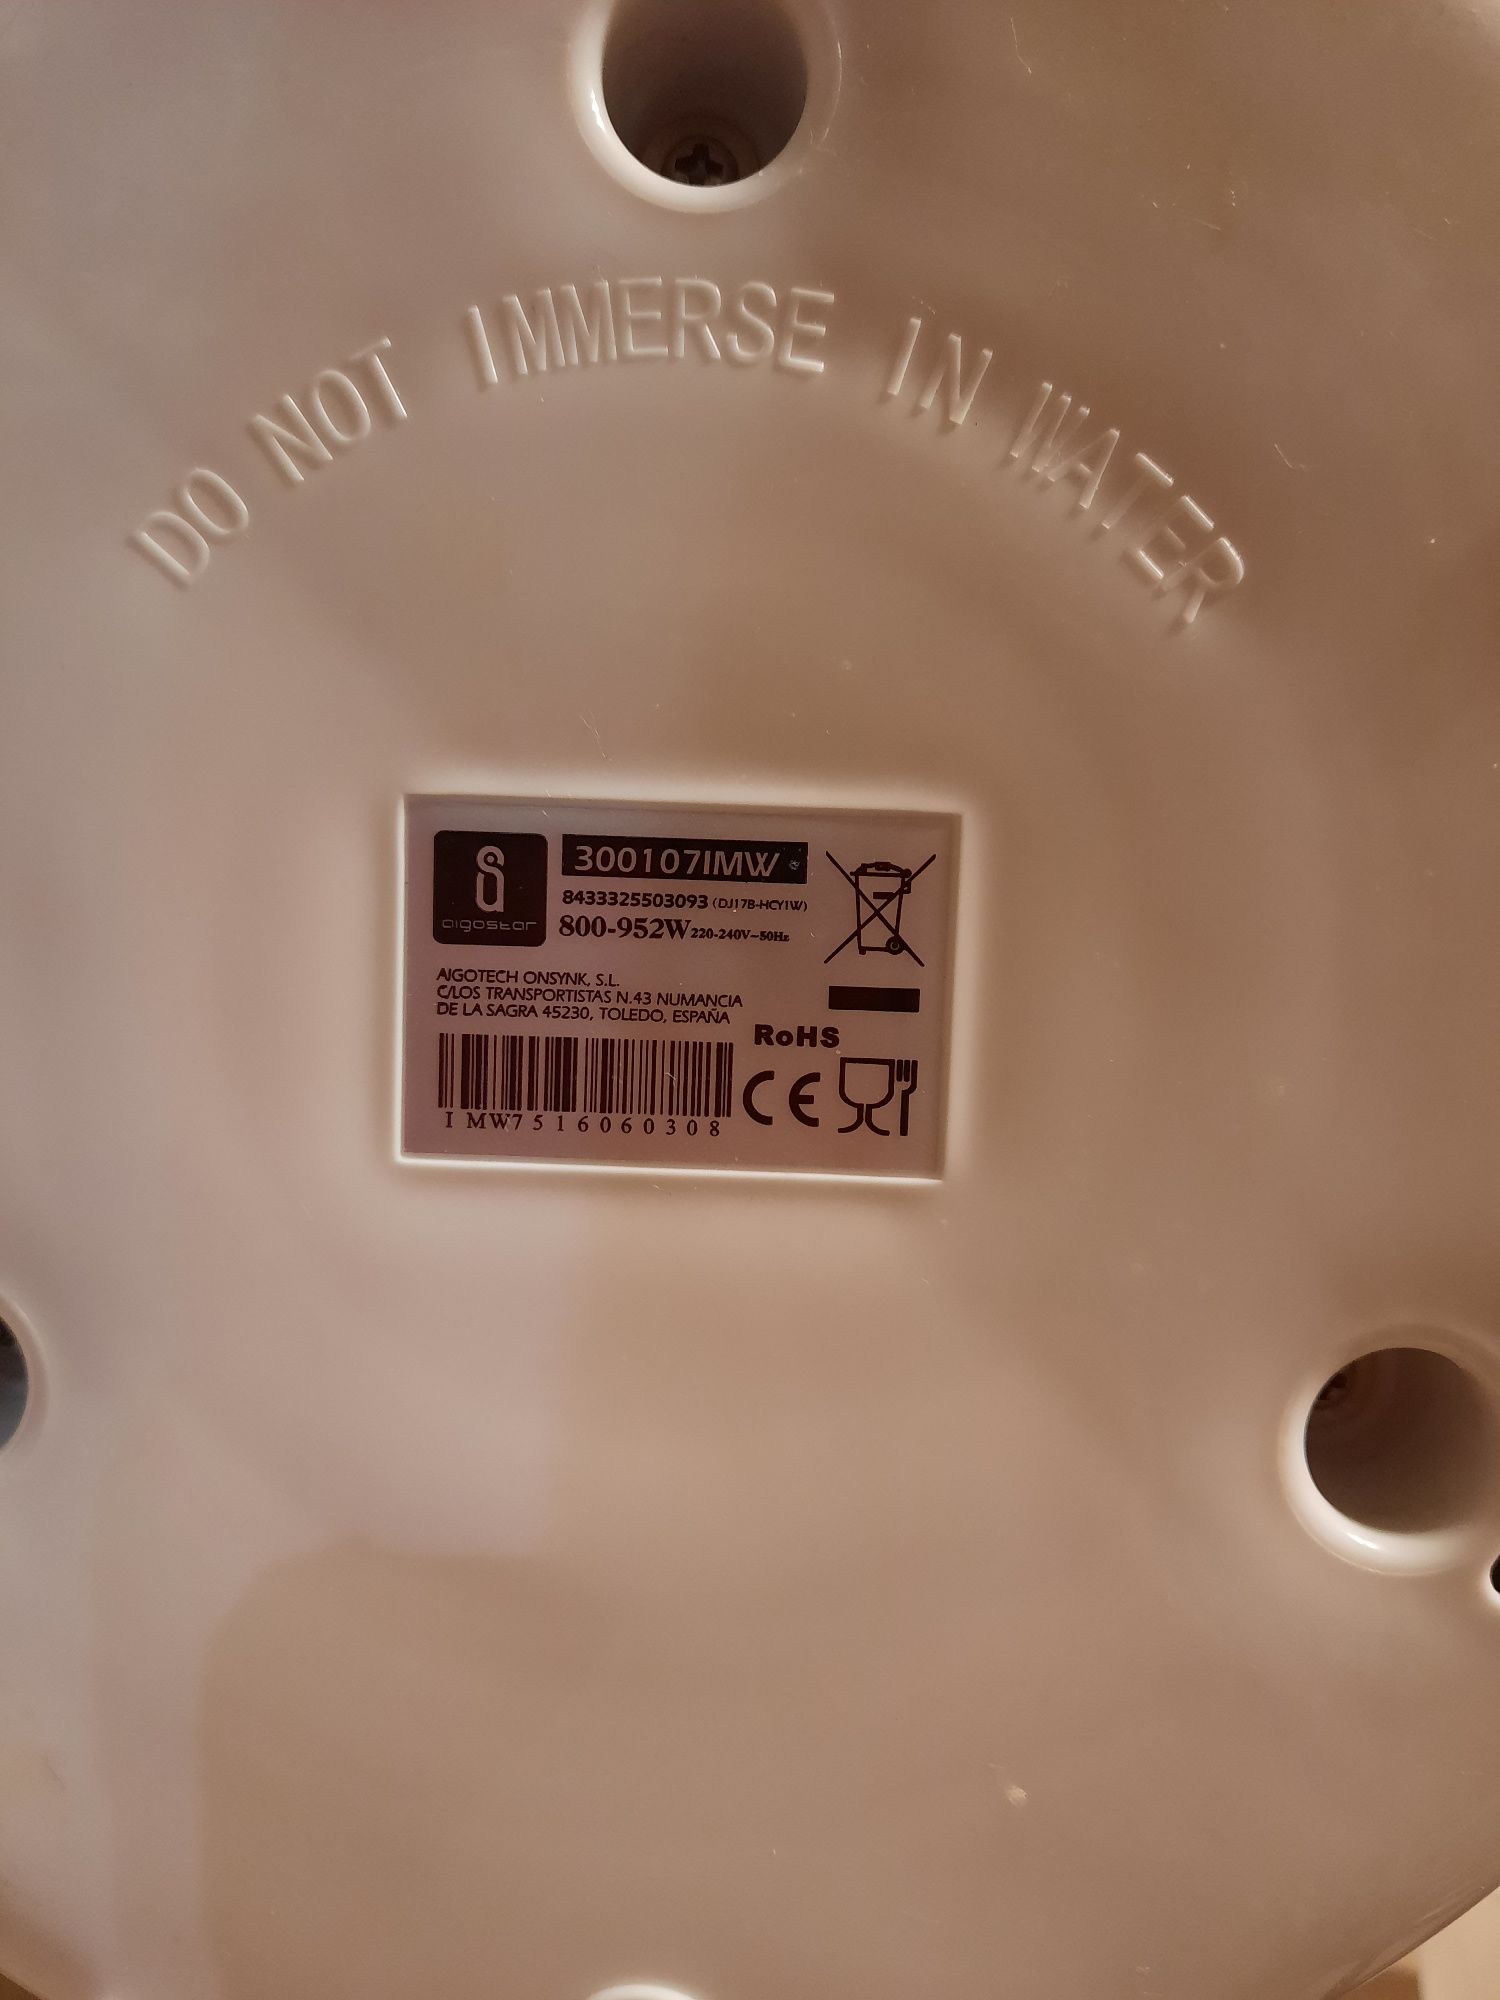 DO NOT IMMERSE IN WATER
aigostar
300107IMW
8433325503093 (DJ17B-HCY1W)
800-952W 220-240V~50Hz
AIGOTECH ONSYNK, S.L.
C/LOS TRANSPORTISTAS N.43 NUMANCIA
DE LA SAGRA 45230, TOLEDO, ESPAÑA
RoHS
CE
IMW7516060308